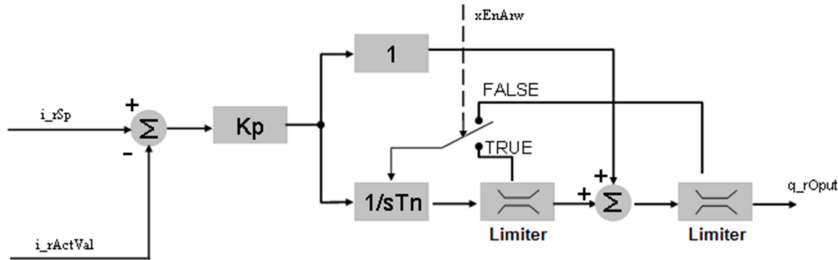 xEnArw
1
FALSE
i_rSp
+
Σ
-
Kp
TRUE
1/sTn
+
+
Σ
q_rOput
Limiter
Limiter
i_rActVal